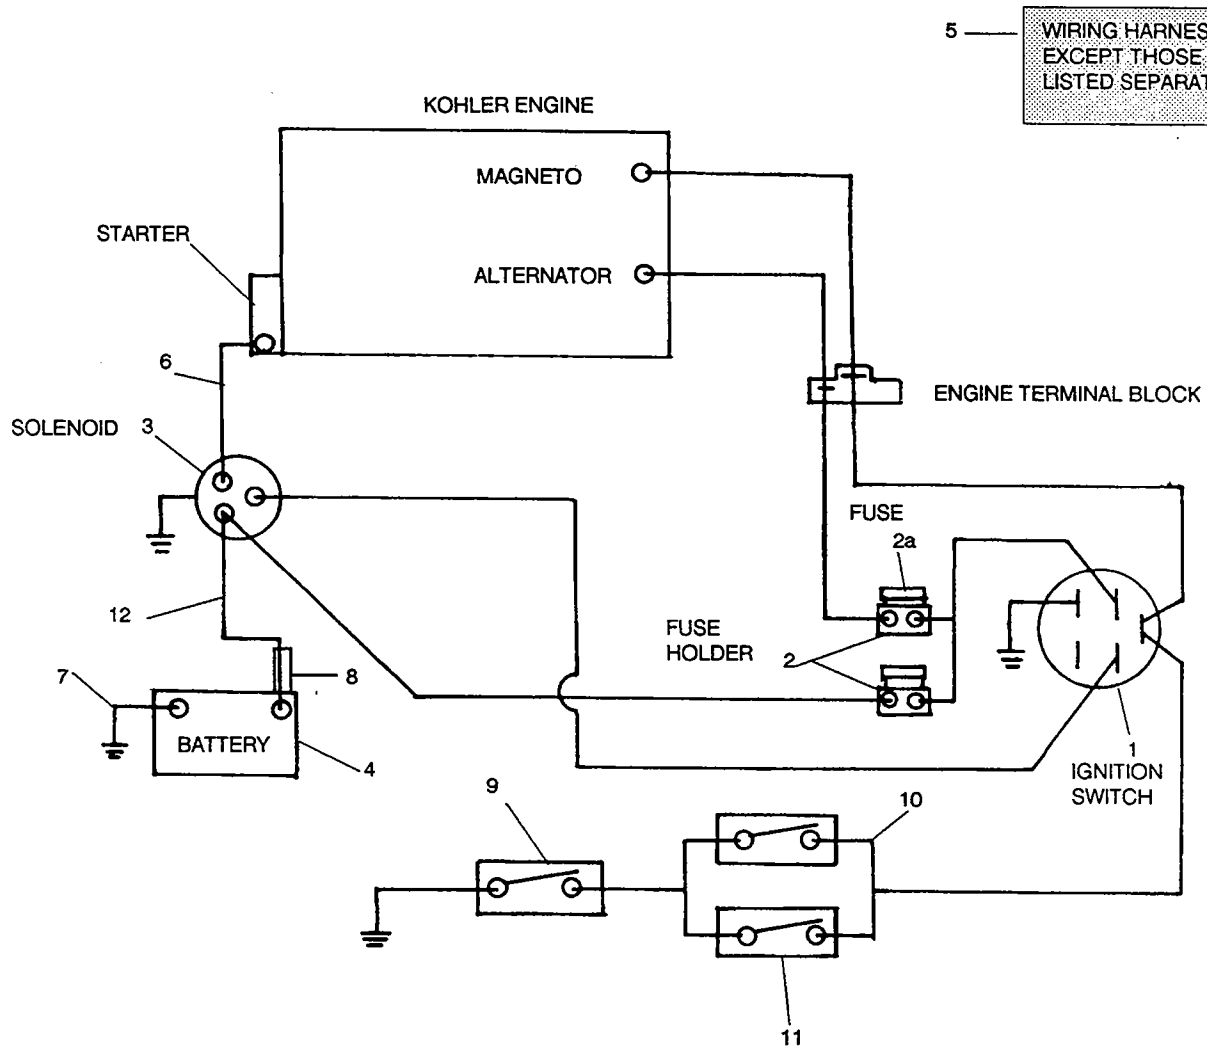 5
WIRING HARNES
EXCEPT THOSE
LISTED SEPARAT
KOHLER ENGINE
MAGNETO
STARTER
ALTERNATOR
6
ENGINE TERMINAL BLOCK
SOLENOID 3
FUSE
2a
12
FUSE
HOLDER
2
7
8
BATTERY
4
1
IGNITION
SWITCH
9
10
11